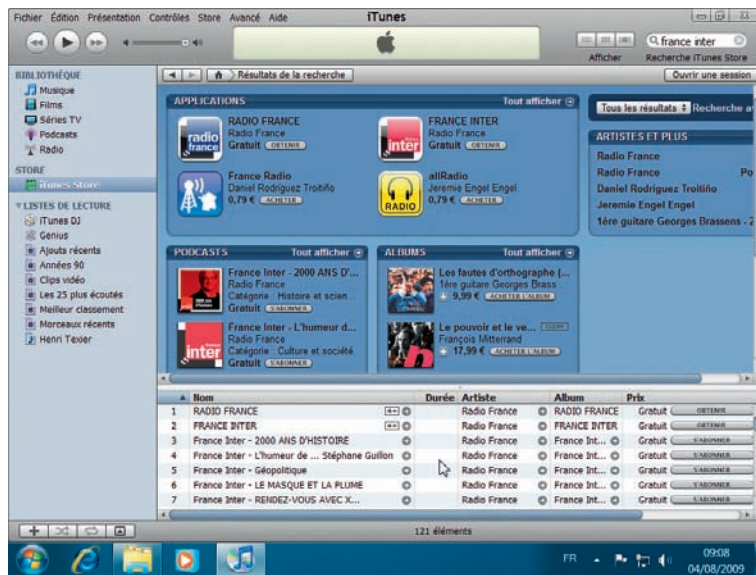 Fichier Édition Présentation Contrôles Store Avancé Aide
iTunes
france inter
Afficher
Recherche iTunes Store
BIBLIOTHÈQUE
Musique
Films
Séries TV
Podcasts
Radio
STORE
iTunes Store
LISTES DE LECTURE
iTunes DJ
Genius
Ajouts récents
Années 90
Clips vidéo
Les 25 plus écoutés
Meilleur classement
Morceaux récents
Henri Texier
Résultats de la recherche
Ouvrir une session
APPLICATIONS Tout afficher
radio france
RADIO FRANCE
Radio France
Gratuit OBTENIR
inter
FRANCE INTER
Radio France
Gratuit OBTENIR
France Radio
Daniel Rodríguez Troitiño
0,79 € ACHETER
RADIO
allRadio
Jeremie Engel Engel
0,79 € ACHETER
Tous les résultats Recherche a
ARTISTES ET PLUS
Radio France
Radio France Po
Daniel Rodríguez Troitiño
Jeremie Engel Engel
1ère guitare Georges Brassens - 2
PODCASTS Tout afficher
France Inter - 2000 ANS D'...
Radio France
Catégorie : Histoire et scien...
Gratuit S'ABONNER
inter
France Inter - L'humeur d...
Radio France
Catégorie : Culture et société
Gratuit S'ABONNER
ALBUMS Tout afficher
Les fautes d'orthographe (...
1ère guitare Georges Brass...
+ 9,99 € ACHETER L'ALBUM
Le pouvoir et le ve...
François Mitterrand
+ 17,99 € ACHETER L'ALBUM
Nom Durée Artiste Album Prix
1 RADIO FRANCE Radio France RADIO FRANCE Gratuit OBTENIR
2 FRANCE INTER Radio France FRANCE INTER Gratuit OBTENIR
3 France Inter - 2000 ANS D'HISTOIRE Radio France France Int... Gratuit S'ABONNER
4 France Inter - L'humeur de ... Stéphane Guillon Radio France France Int... Gratuit S'ABONNER
5 France Inter - Géopolitique Radio France France Int... Gratuit S'ABONNER
6 France Inter - LE MASQUE ET LA PLUME Radio France France Int... Gratuit S'ABONNER
7 France Inter - RENDEZ-VOUS AVEC X... Radio France France Int... Gratuit S'ABONNER
121 éléments
FR
09:08
04/08/2009